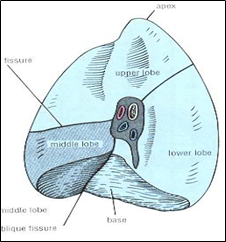 apex
fissure
upper lobe
middle lobe
lower lobe
middle lobe
blique fissure
base